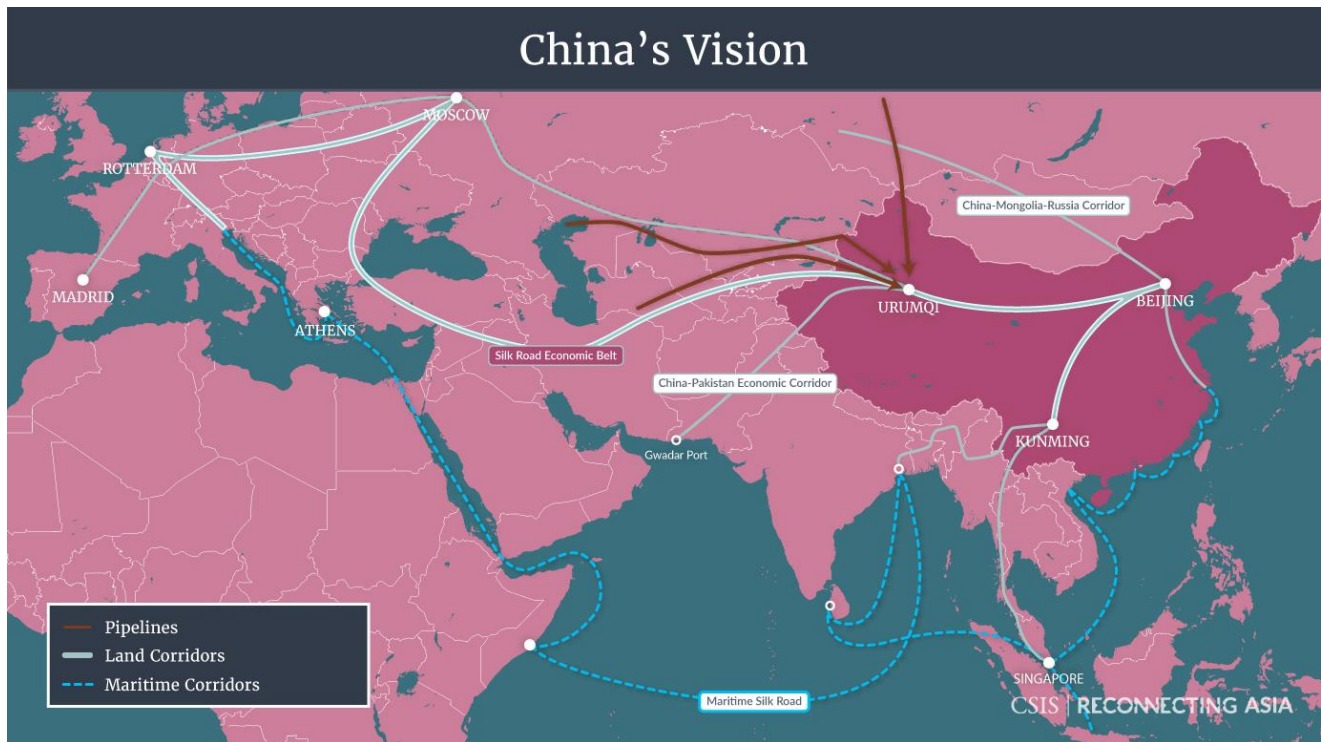 China's Vision
MOSCOW
ROTTERDAM
China-Mongolia-Russia Corridor
MADRID
URUMQI
BEIJING
ATHENS
Silk Road Economic Belt
China-Pakistan Economic Corridor
KUNMING
Gwadar Port
Pipelines
Land Corridors
Maritime Corridors
SINGAPORE
Maritime Silk Road
CSIS | RECONNECTING ASIA